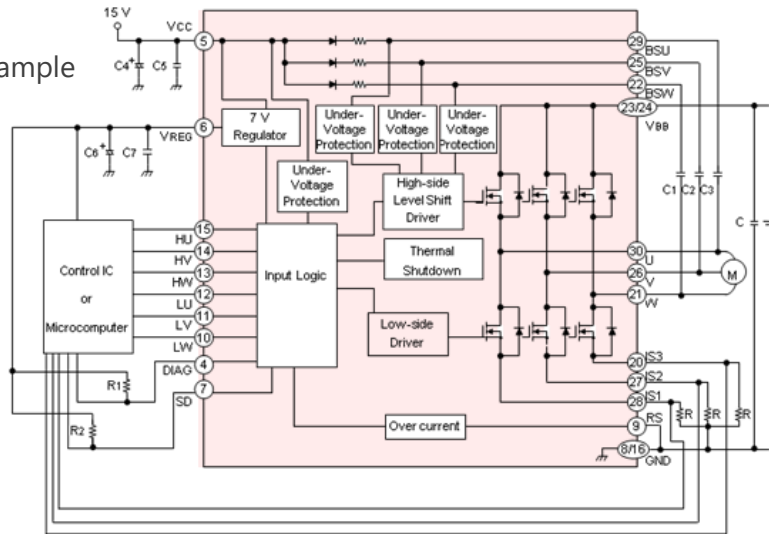 15 V
ample
VCC
5
C4+
C5
VREG
6
C6+
C7
7 V
Regulator
Under-
Voltage
Protection
Under-
Voltage
Protection
Under-
Voltage
Protection
Under-
Voltage
Protection
High-side
Level Shift
Driver
Thermal
Shutdown
Input Logic
Low-side
Driver
Over current
Control IC
or
Microcomputer
15
HU
14
HV
13
HW
12
LU
11
LV
10
LW
4
DIAG
7
SD
R1
R2
29
BSU
25
BSV
22
BSW
23/24
VBB
C1
C2
C3
C
30
U
26
V
21
W
M
20
IS3
27
IS2
28
IS1
R
R
R
9
RS
8/16
GND